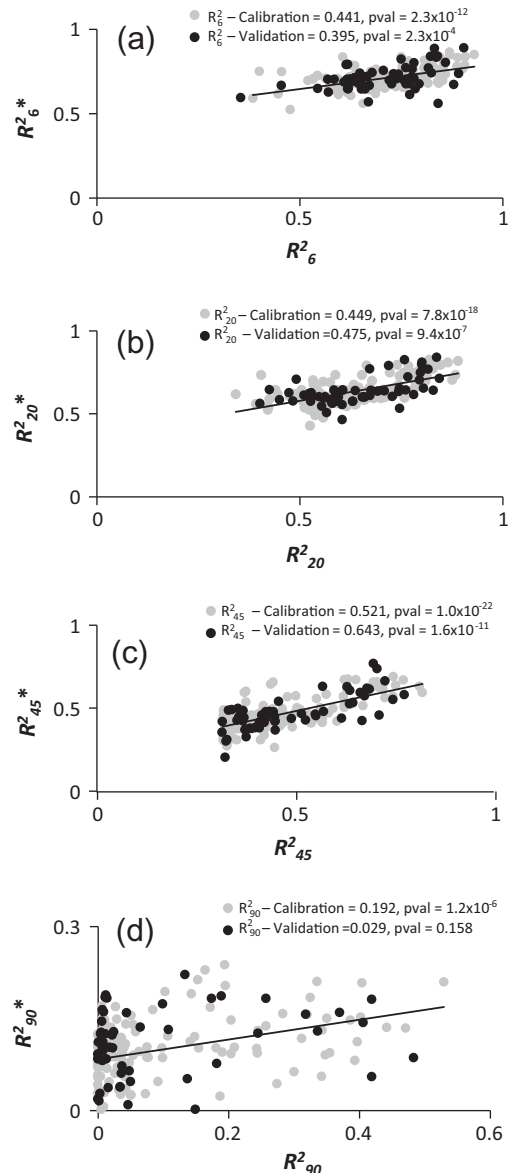 (a)
R²₆ – Calibration = 0.441, pval = 2.3x10⁻¹²
R²₆ – Validation = 0.395, pval = 2.3x10⁻⁴
1
0.5
0
R²₆*
0 0.5 1
R²₆
(b)
R²₂₀ – Calibration = 0.449, pval = 7.8x10⁻¹⁸
R²₂₀ – Validation =0.475, pval = 9.4x10⁻⁷
1
0.5
0
R²₂₀*
0 0.5 1
R²₂₀
(c)
R²₄₅ – Calibration = 0.521, pval = 1.0x10⁻²²
R²₄₅ – Validation = 0.643, pval = 1.6x10⁻¹¹
1
0.5
0
R²₄₅*
0 0.5 1
R²₄₅
(d)
R²₉₀ – Calibration = 0.192, pval = 1.2x10⁻⁶
R²₉₀ – Validation =0.029, pval = 0.158
0.3
0
R²₉₀*
0 0.2 0.4 0.6
R²₉₀